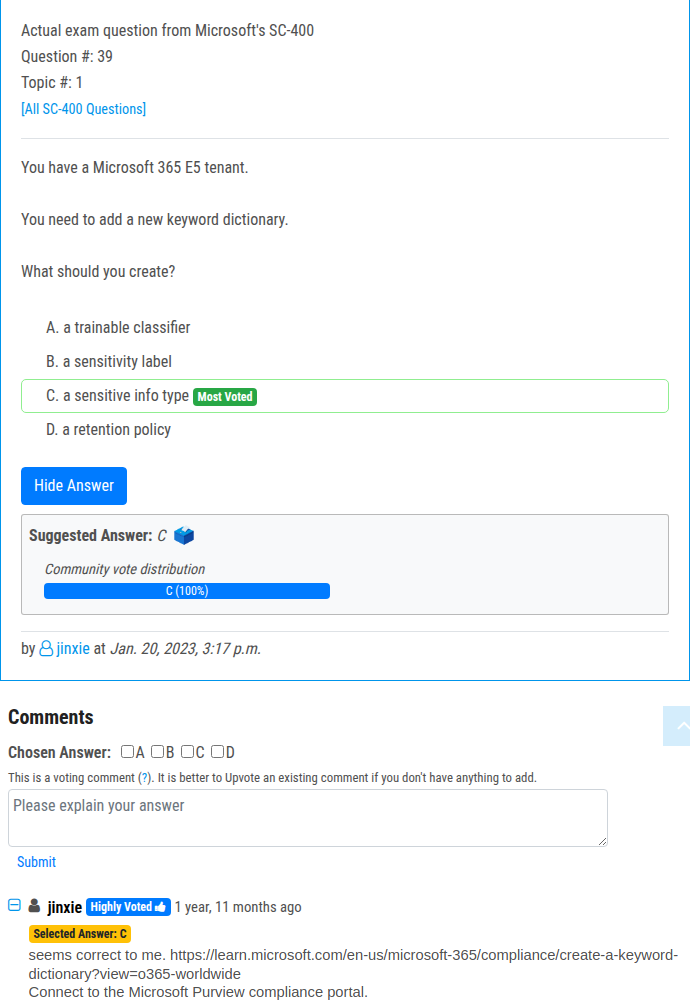 Actual exam question from Microsoft's SC-400
Question #: 39
Topic #: 1
[All SC-400 Questions]
You have a Microsoft 365 E5 tenant.
You need to add a new keyword dictionary.
What should you create?
A. a trainable classifier
B. a sensitivity label
C. a sensitive info type Most Voted
D. a retention policy
Hide Answer
Suggested Answer: C
Community vote distribution
C (100%)
by jinxie at Jan. 20, 2023, 3:17 p.m.
Comments
Chosen Answer: A B C D
This is a voting comment (?). It is better to Upvote an existing comment if you don't have anything to add.
Please explain your answer
Submit
jinxie Highly Voted 1 year, 11 months ago
Selected Answer: C
seems correct to me. https://learn.microsoft.com/en-us/microsoft-365/compliance/create-a-keyword-
dictionary?view=o365-worldwide
Connect to the Microsoft Purview compliance portal.